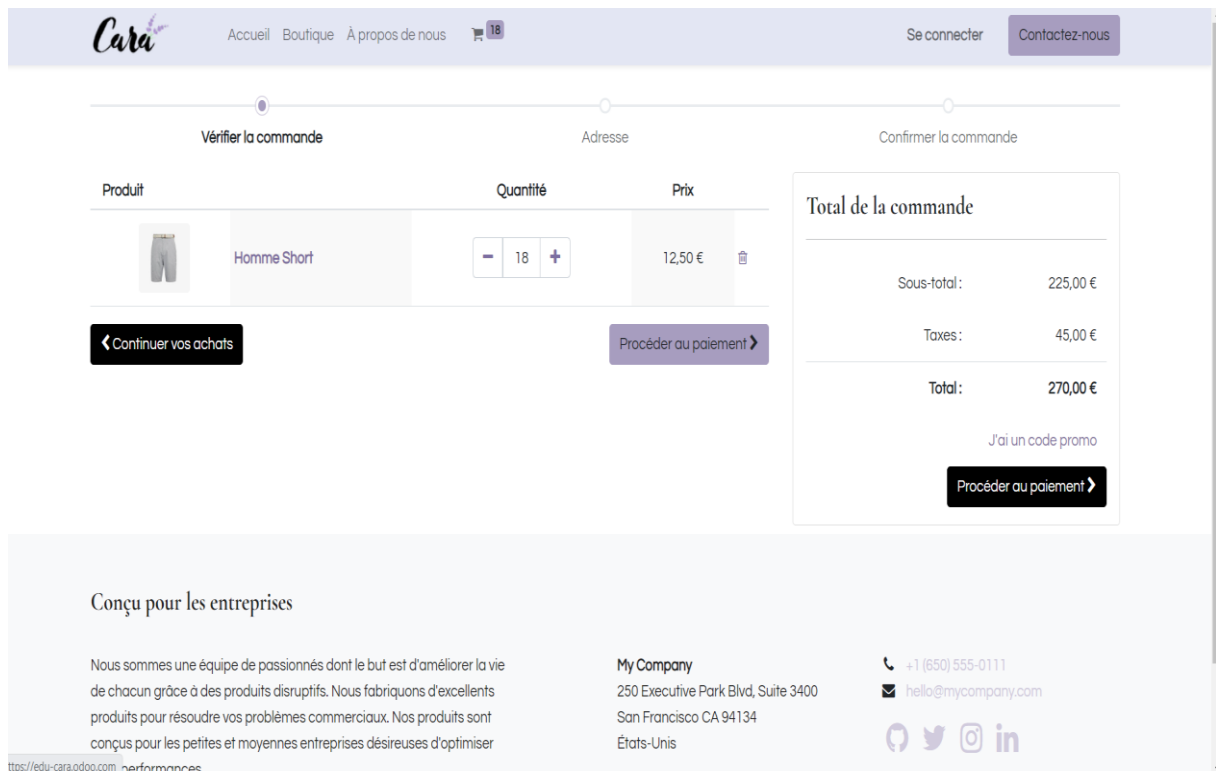 Cara
Accueil Boutique À propos de nous 18 Se connecter Contactez-nous
Vérifier la commande Adresse Confirmer la commande
Produit Quantité Prix
Homme Short - 18 + 12,50 €
Continuer vos achats
Procéder au paiement
Total de la commande
Sous-total : 225,00 €
Taxes : 45,00 €
Total : 270,00 €
J'ai un code promo
Procéder au paiement
Conçu pour les entreprises
Nous sommes une équipe de passionnés dont le but est d'améliorer la vie
de chacun grâce à des produits disruptifs. Nous fabriquons d'excellents
produits pour résoudre vos problèmes commerciaux. Nos produits sont
conçus pour les petites et moyennes entreprises désireuses d'optimiser
performances
My Company
250 Executive Park Blvd, Suite 3400
San Francisco CA 94134
États-Unis
+1 (650) 555-0111
hello@mycompany.com
ttps://edu-cara.odoo.com